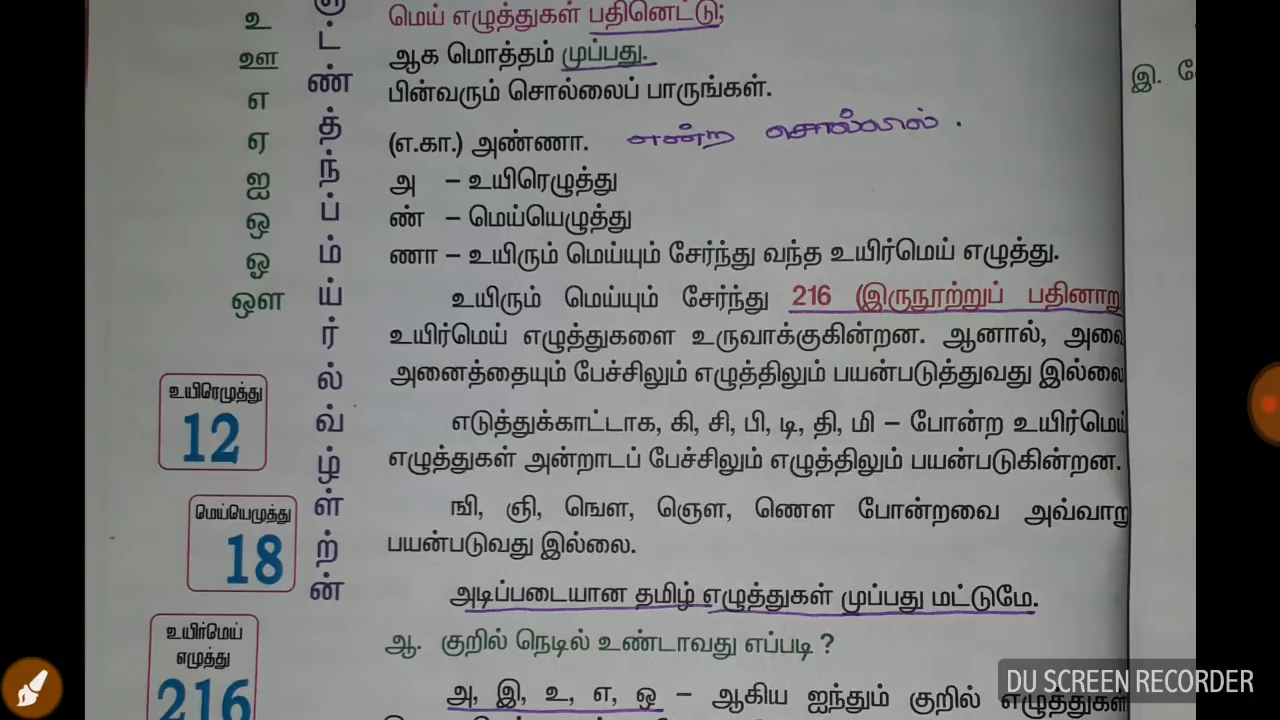 உ
ஊ
எ
ஏ
ஐ
ஒ
ஓ
ஔ
ட்
ண்
த்
ந்
ப்
ம்
ய்
ர்
ல்
வ்
ழ்
ள்
ற்
ன்
மெய் எழுத்துகள் பதினெட்டு;
ஆக மொத்தம் முப்பது.
பின்வரும் சொல்லைப் பாருங்கள்.
(எ.கா.) அண்ணா. என்ற சொல்லில்.
அ – உயிரெழுத்து
ண் – மெய்யெழுத்து
ணா – உயிரும் மெய்யும் சேர்ந்து வந்த உயிர்மெய் எழுத்து.
உயிரும் மெய்யும் சேர்ந்து 216 (இருநூற்றுப் பதினாறு
உயிர்மெய் எழுத்துகளை உருவாக்குகின்றன. ஆனால், அவை
அனைத்தையும் பேச்சிலும் எழுத்திலும் பயன்படுத்துவது இல்லை
எடுத்துக்காட்டாக, கி, சி, பி, டி, தி, மி – போன்ற உயிர்மெய்
எழுத்துகள் அன்றாடப் பேச்சிலும் எழுத்திலும் பயன்படுகின்றன.
ஙி, ஞி, ஙௌ, ஞௌ, ணௌ போன்றவை அவ்வாறு
பயன்படுவது இல்லை.
அடிப்படையான தமிழ் எழுத்துகள் முப்பது மட்டுமே.
ஆ. குறில் நெடில் உண்டாவது எப்படி ?
அ, இ, உ, எ, ஒ – ஆகிய ஐந்தும் குறில் எழுத்துகள்
உயிரெழுத்து
12
மெய்யெழுத்து
18
உயிர்மெய்
எழுத்து
216
இ.
DU SCREEN RECORDER